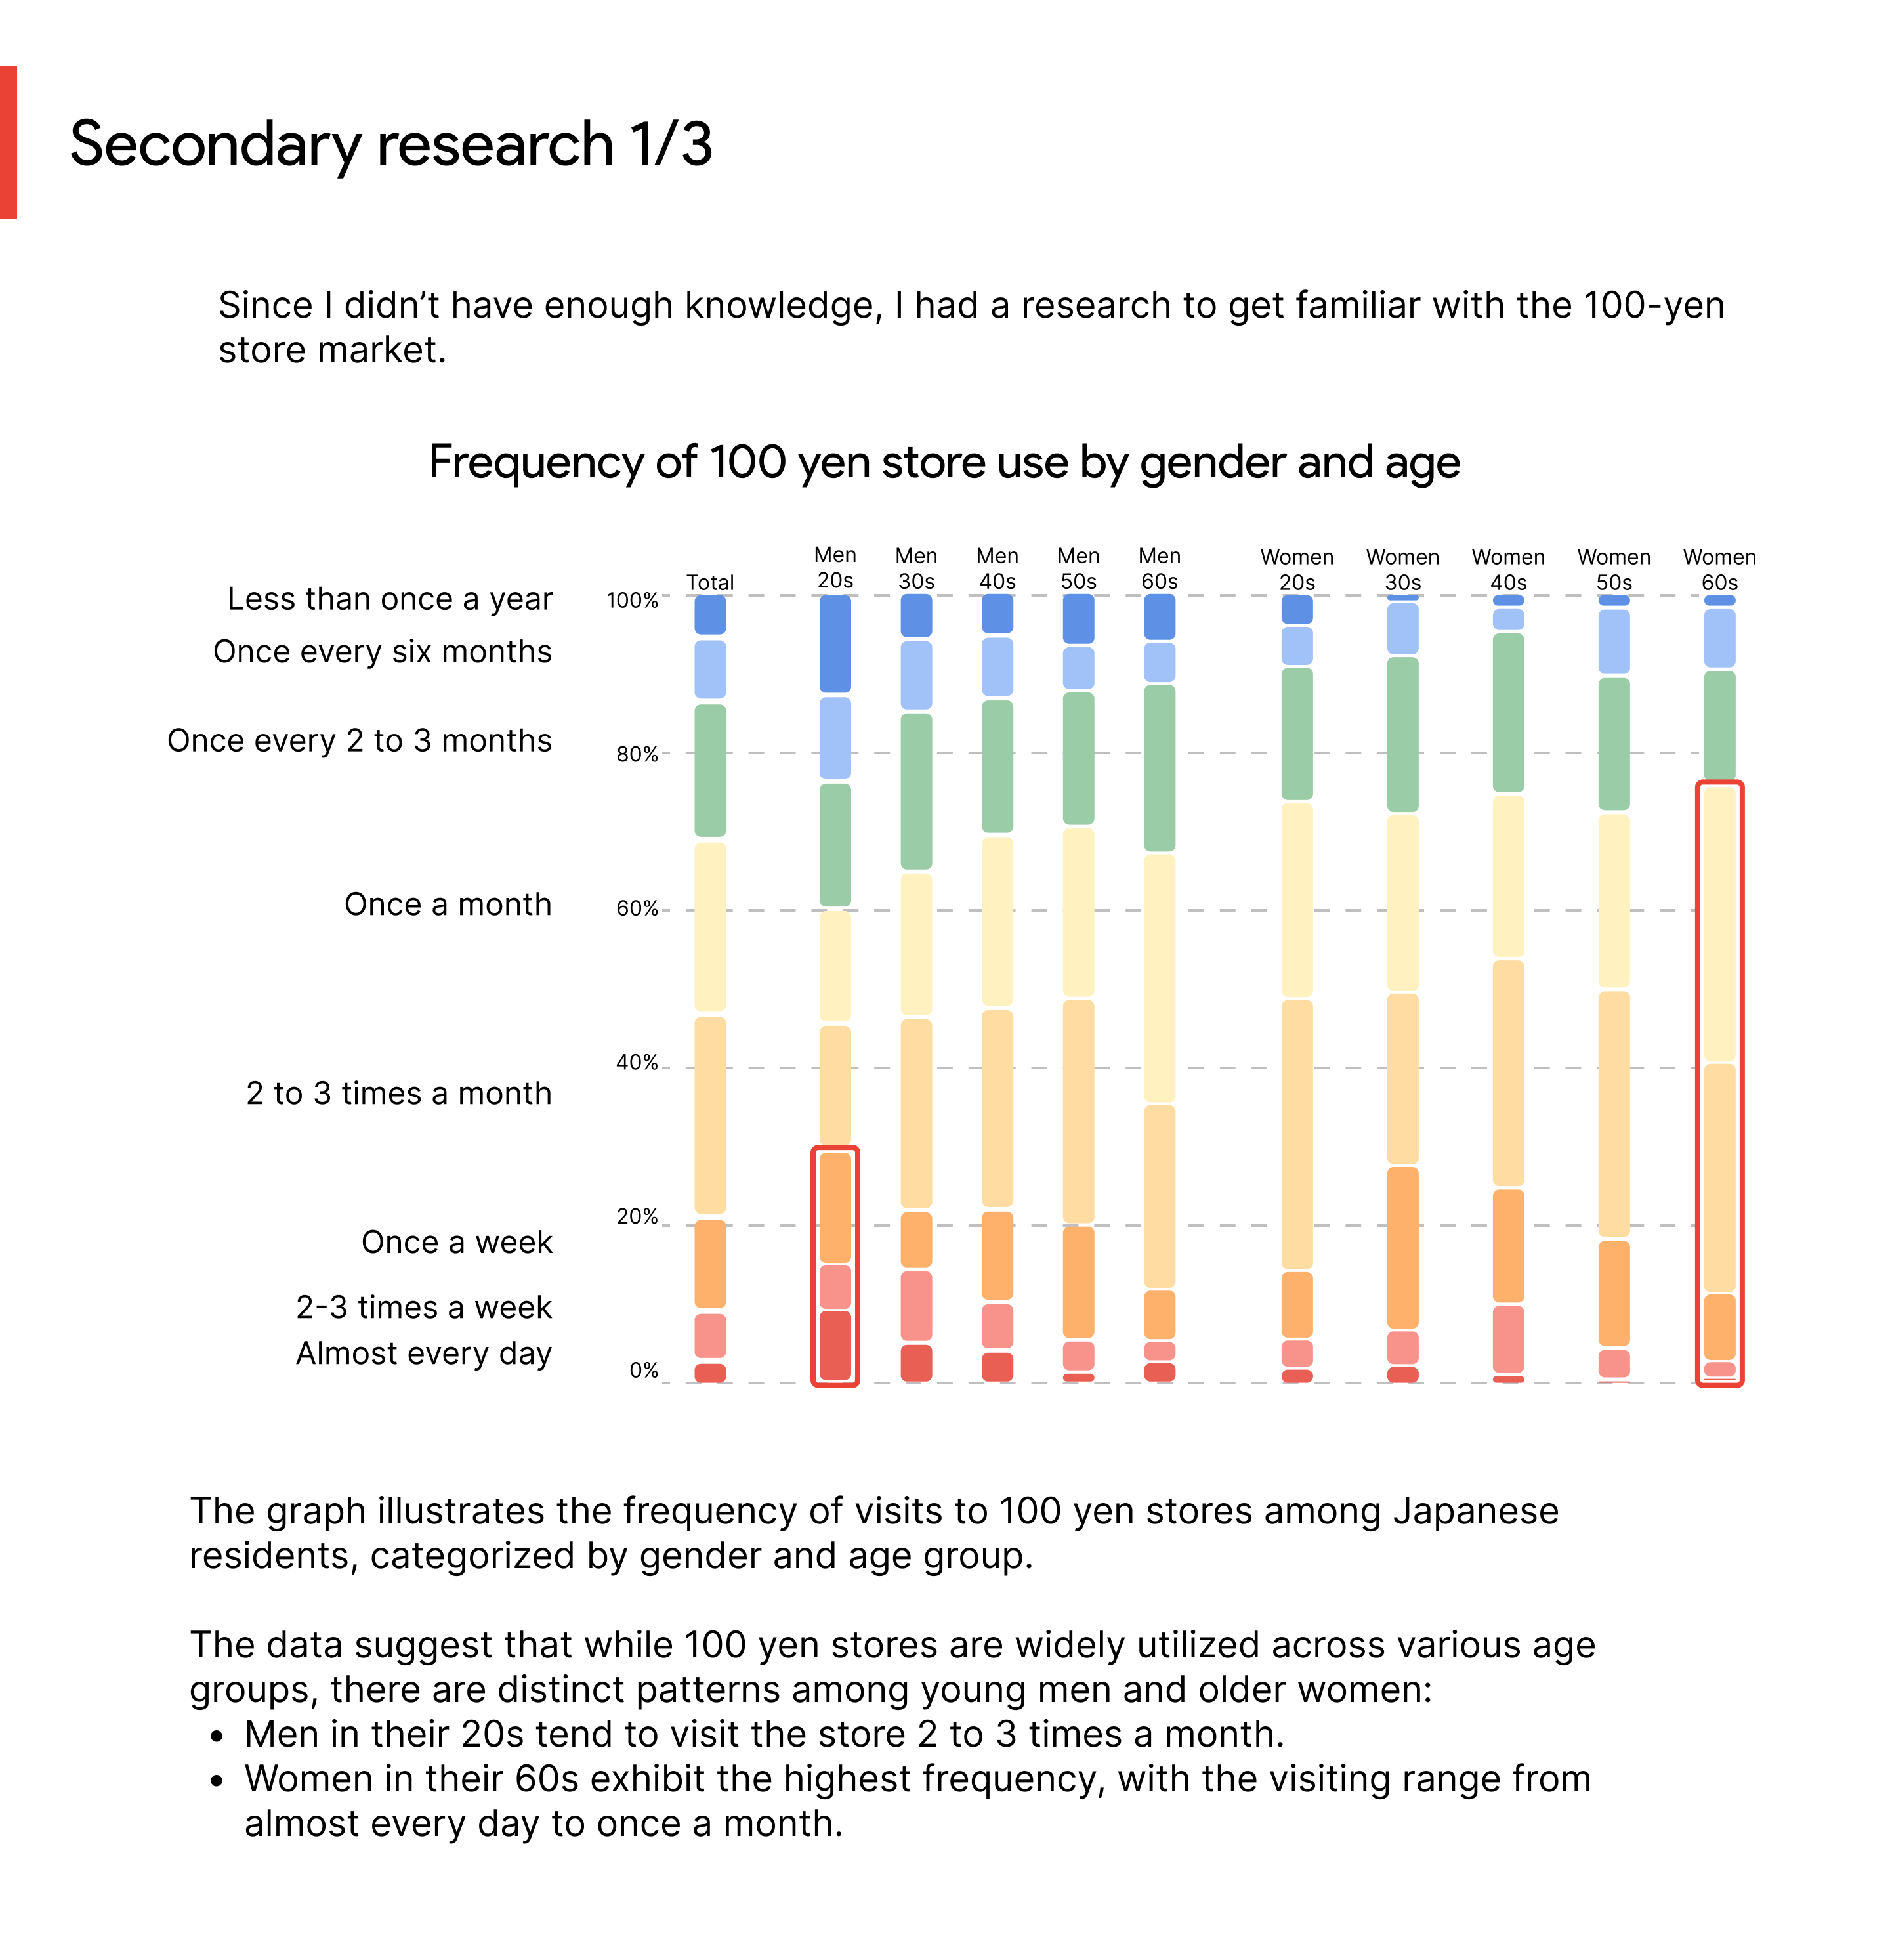 Secondary research 1/3
Since I didn’t have enough knowledge, I had a research to get familiar with the 100-yen
store market.
Frequency of 100 yen store use by gender and age
Total
Men
20s
Men
30s
Men
40s
Men
50s
Men
60s
Women
20s
Women
30s
Women
40s
Women
50s
Women
60s
Less than once a year
Once every six months
Once every 2 to 3 months
Once a month
2 to 3 times a month
Once a week
2-3 times a week
Almost every day
100%
80%
60%
40%
20%
0%
The graph illustrates the frequency of visits to 100 yen stores among Japanese
residents, categorized by gender and age group.
The data suggest that while 100 yen stores are widely utilized across various age
groups, there are distinct patterns among young men and older women:
• Men in their 20s tend to visit the store 2 to 3 times a month.
• Women in their 60s exhibit the highest frequency, with the visiting range from
almost every day to once a month.